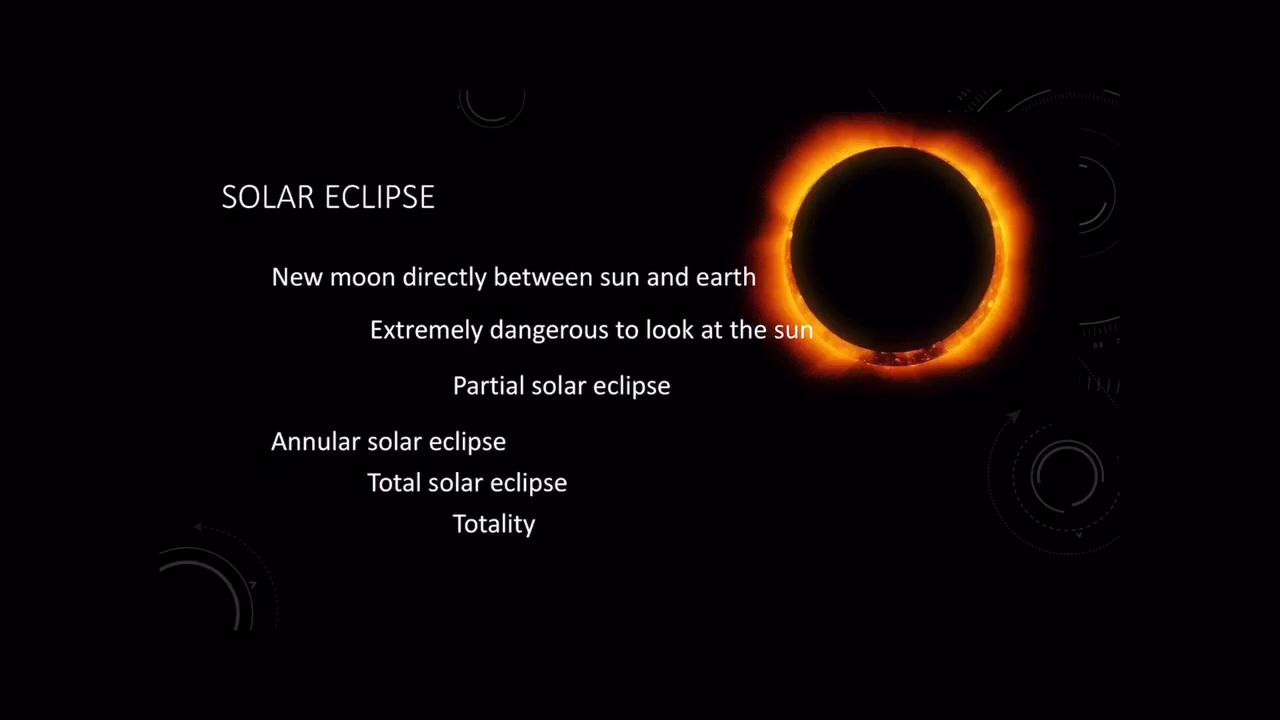 SOLAR ECLIPSE
New moon directly between sun and earth
Extremely dangerous to look at the sun
Partial solar eclipse
Annular solar eclipse
Total solar eclipse
Totality